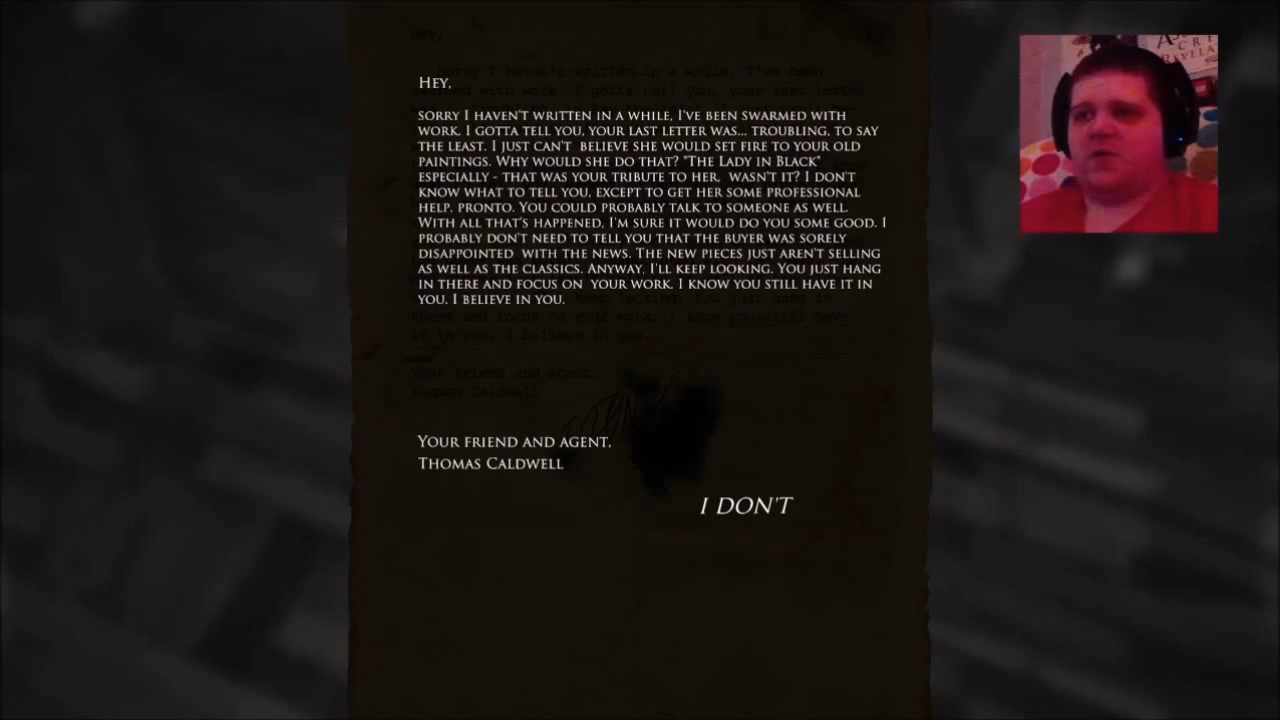 Hey,
Sorry I haven't written in a while, I've been swarmed with
work. I gotta tell you, your last letter was... troubling, to say
the least. I just can't believe she would set fire to your old
paintings. Why would she do that? "The Lady in Black"
especially - that was your tribute to her, wasn't it? I don't
know what to tell you, except to get her some professional
help, pronto. You could probably talk to someone as well.
With all that's happened, I'm sure it would do you some good. I
probably don't need to tell you that the buyer was sorely
disappointed with the news. The new pieces just aren't selling
as well as the classics. Anyway, I'll keep looking. You just hang
in there and focus on your work. I know you still have it in
you. I believe in you.
Your friend and agent,
Thomas Caldwell
I DON'T